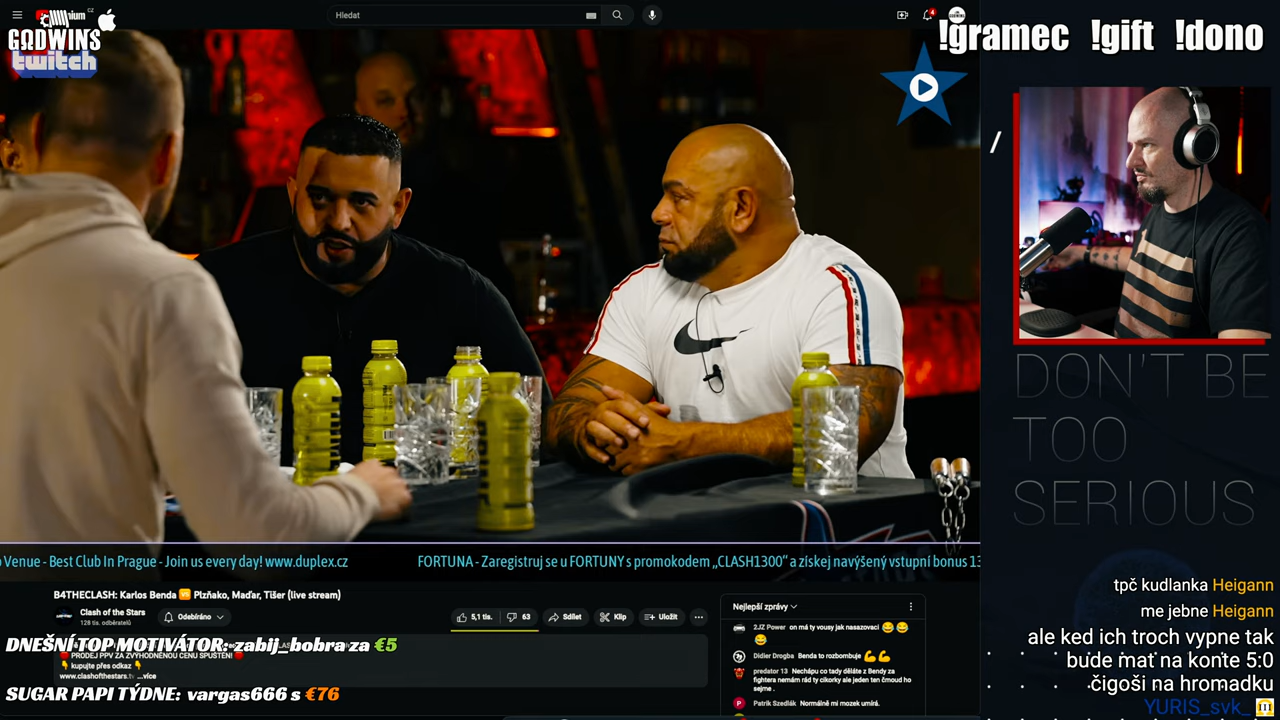 Hledat
GODWINS
twitch
!gramec !gift !dono
4
/
DON'T BE
TOO
SERIOUS
Venue - Best Club In Prague - Join us every day! www.duplex.cz
FORTUNA - Zaregistruj se u FORTUNY s promokodem „CLASH1300“ a získej navýšený vstupní bonus 13
B4THECLASH: Karlos Benda VS Plzňako, Maďar, Tišer (live stream)
Clash of the Stars
128 tis. odběratelů
Odebíráno
5,1 tis.
63
Sdílet
Klip
Uložit
DNEŠNÍ TOP MOTIVÁTOR: zabij_bobra za €5
PRODEJ PPV ZA ZVÝHODNĚNOU CENU SPUŠTĚN!
kupujte přes odkaz
www.clashofthestars.tv ...více
SUGAR PAPI TÝDNE: vargas666 s €76
Nejlepší zprávy
2JZ Power on má ty vousy jak nasazovaci
Didier Drogba Benda to rozbombuje
predator 13 Nechápu co tady děláte z Bendy za
fightera nemám rád ty cikorky ale jeden ten čmoud ho
sejme .
Patrik Szedlák Normálně mi mozek umírá.
tpč kudlanka Heigann
me jebne Heigann
ale ked ich troch vypne tak
bude mat na konte 5:0
čigoši na hromadku
YURIS_svk_